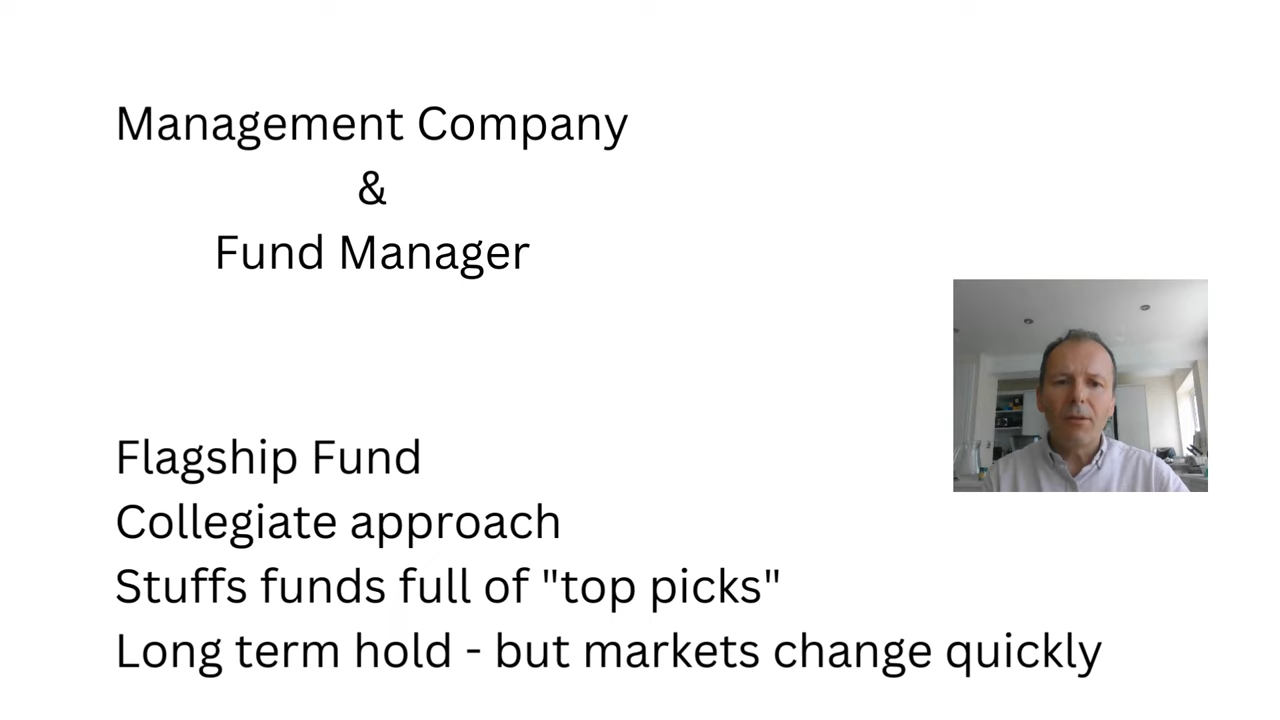 Management Company
&
Fund Manager
Flagship Fund
Collegiate approach
Stuffs funds full of "top picks"
Long term hold - but markets change quickly